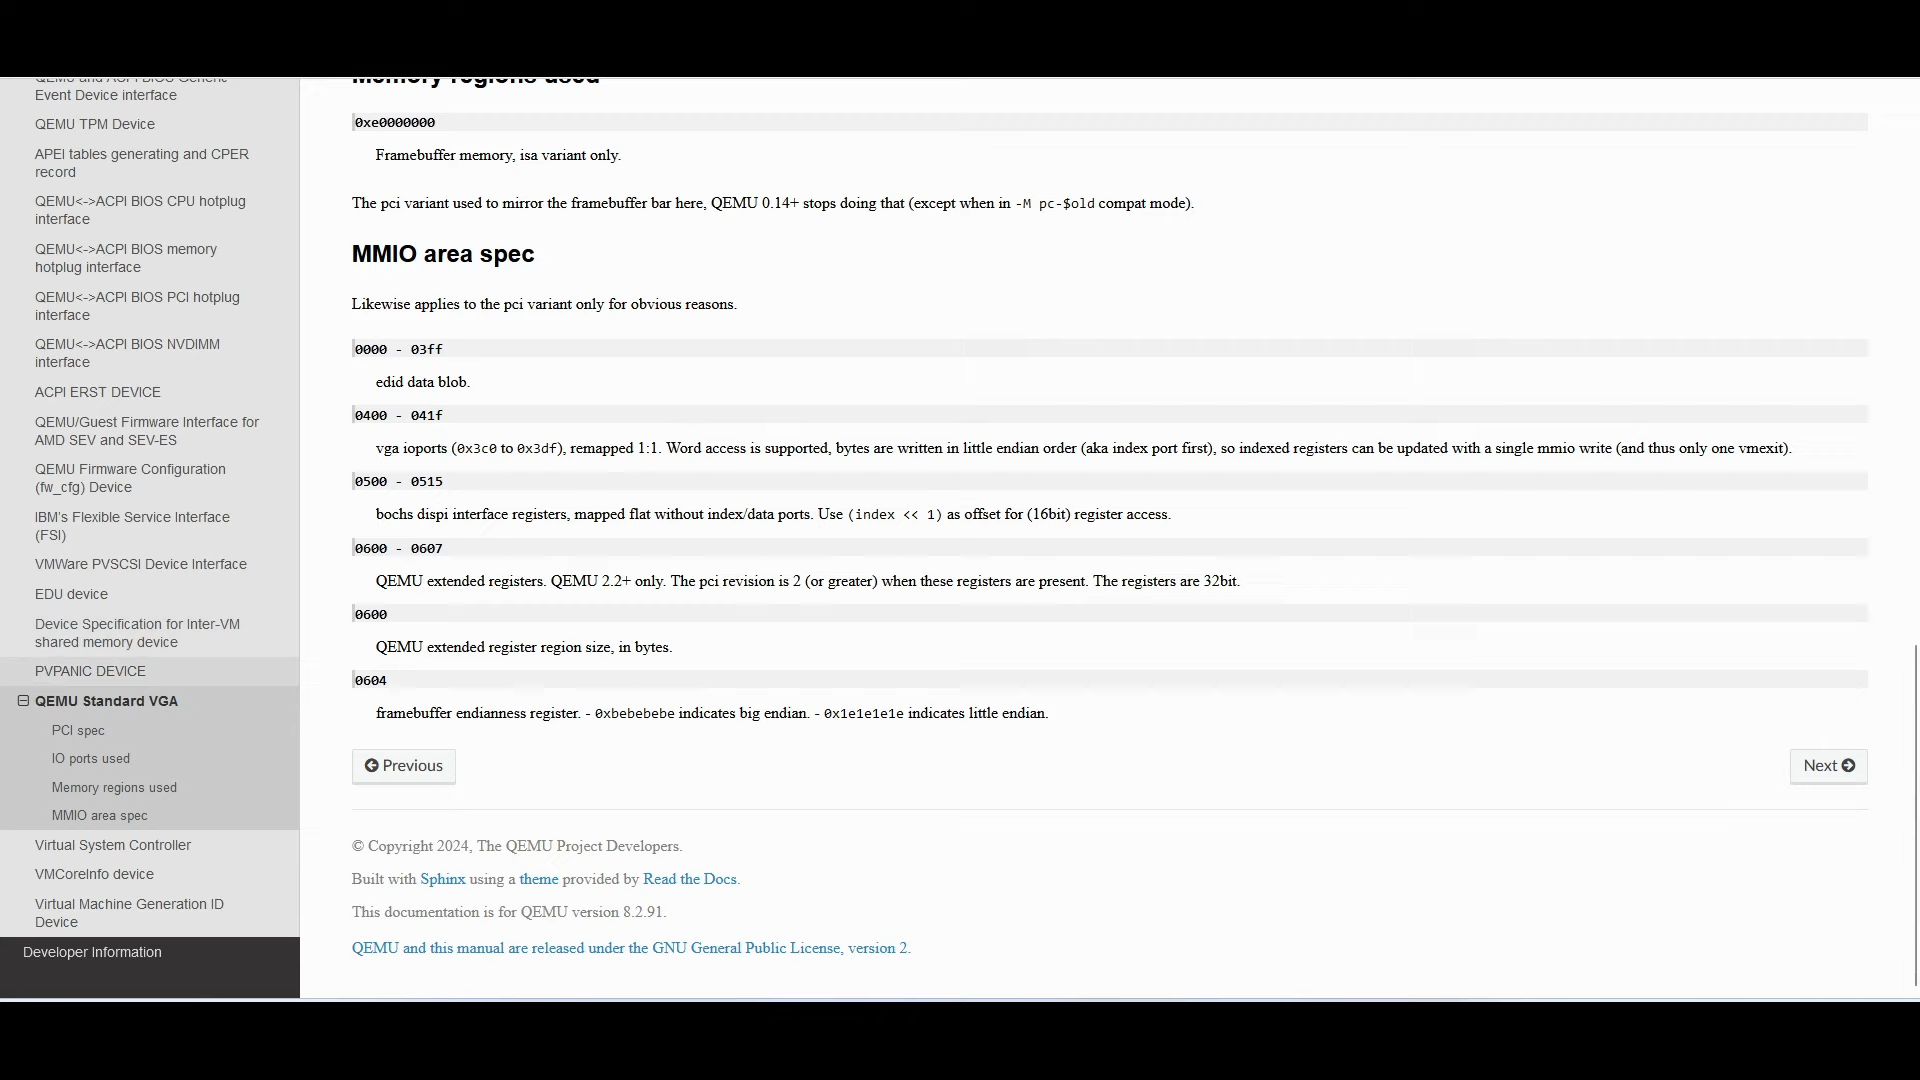 QEMU and ACPI BIOS Generic
Event Device interface
QEMU TPM Device
APEI tables generating and CPER
record
QEMU<->ACPI BIOS CPU hotplug
interface
QEMU<->ACPI BIOS memory
hotplug interface
QEMU<->ACPI BIOS PCI hotplug
interface
QEMU<->ACPI BIOS NVDIMM
interface
ACPI ERST DEVICE
QEMU/Guest Firmware Interface for
AMD SEV and SEV-ES
QEMU Firmware Configuration
(fw_cfg) Device
IBM's Flexible Service Interface
(FSI)
VMWare PVSCSI Device Interface
EDU device
Device Specification for Inter-VM
shared memory device
PVPANIC DEVICE
QEMU Standard VGA
PCI spec
IO ports used
Memory regions used
MMIO area spec
Virtual System Controller
VMCoreInfo device
Virtual Machine Generation ID
Device
Developer Information
Memory regions used
0xe0000000
Framebuffer memory, isa variant only.
The pci variant used to mirror the framebuffer bar here, QEMU 0.14+ stops doing that (except when in -M pc-$old compat mode).
MMIO area spec
Likewise applies to the pci variant only for obvious reasons.
0000 - 03ff
edid data blob.
0400 - 041f
vga ioports (0x3c0 to 0x3df), remapped 1:1. Word access is supported, bytes are written in little endian order (aka index port first), so indexed registers can be updated with a single mmio write (and thus only one vmexit).
0500 - 0515
bochs dispi interface registers, mapped flat without index/data ports. Use (index << 1) as offset for (16bit) register access.
0600 - 0607
QEMU extended registers. QEMU 2.2+ only. The pci revision is 2 (or greater) when these registers are present. The registers are 32bit.
0600
QEMU extended register region size, in bytes.
0604
framebuffer endianness register. - 0xbebebebe indicates big endian. - 0x1e1e1e1e indicates little endian.
Previous
Next
© Copyright 2024, The QEMU Project Developers.
Built with Sphinx using a theme provided by Read the Docs.
This documentation is for QEMU version 8.2.91.
QEMU and this manual are released under the GNU General Public License, version 2.